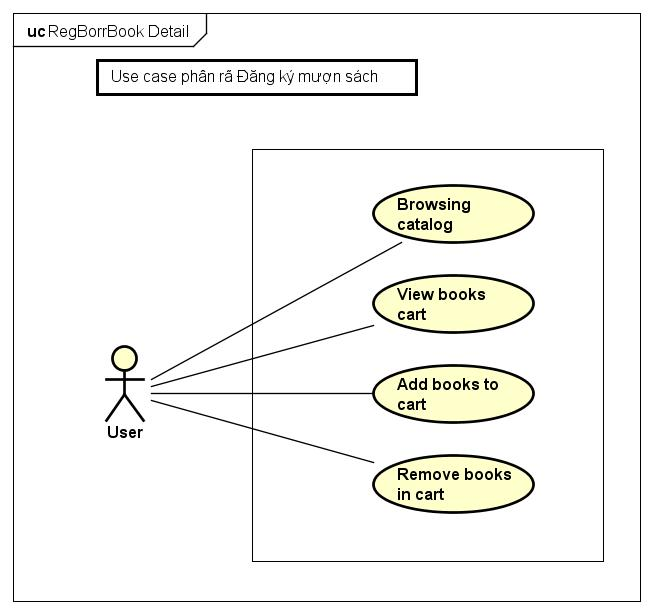 uc RegBorrBook Detail
Use case phân rã Đăng ký mượn sách
Browsing
catalog
View books
cart
Add books to
cart
Remove books
in cart
User